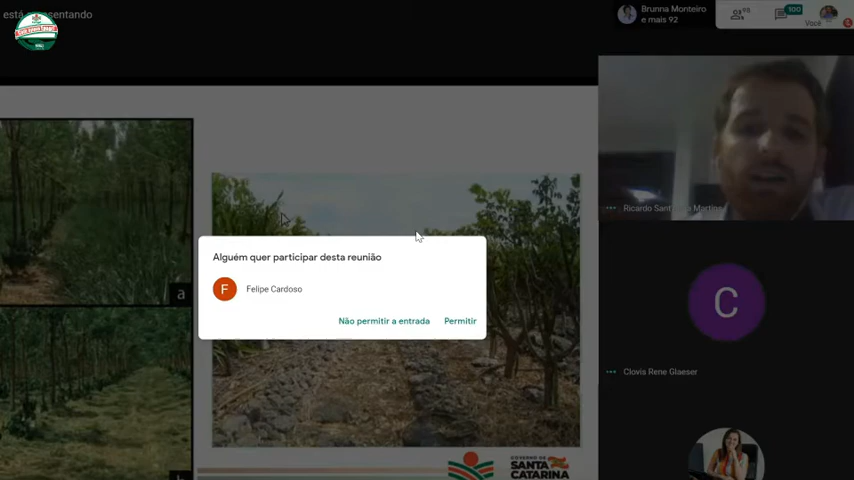 está apresentando
Brunna Monteiro
e mais 92
100
Você
Ricardo Sant
Martins
Alguém quer participar desta reunião
F
Felipe Cardoso
Não permitir a entrada
Permitir
a
C
Clovis Rene Glaeser
GOVERNO DE
SANTA
CATARINA